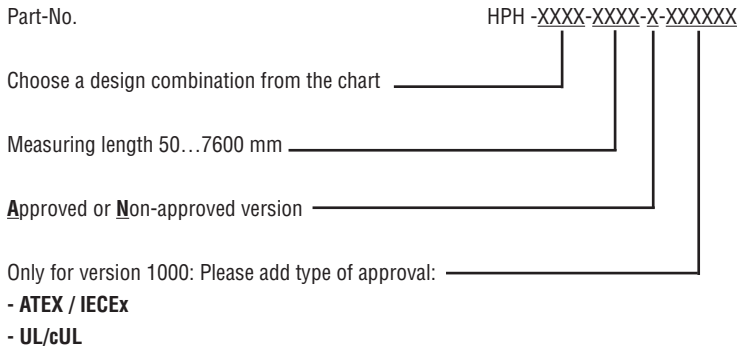 Part-No. HPH -XXXX-XXXX-X-XXXXXX
Choose a design combination from the chart
Measuring length 50…7600 mm
Approved or Non-approved version
Only for version 1000: Please add type of approval:
- ATEX / IECEx
- UL/cUL